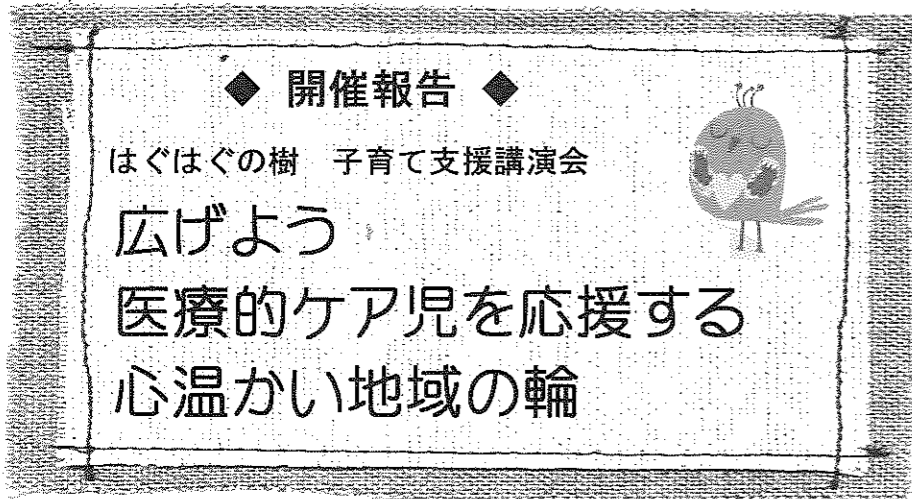 ◆ 開催報告 ◆
はぐはぐの樹 子育て支援講演会
広げよう
医療的ケア児を応援する
心温かい地域の輪